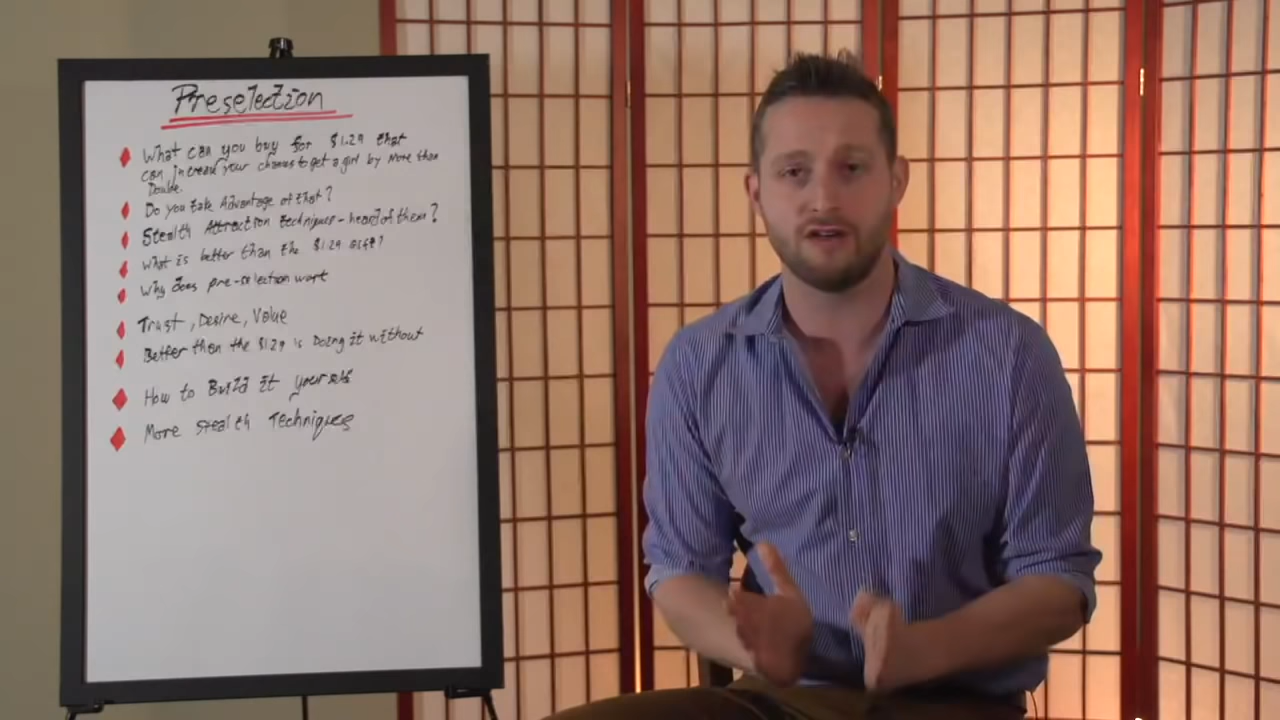 Preselection
What can you buy for $1.29 that
can Increase your chances to get a girl by More than
Double.
Do you take Advantage of that?
Stealth Attraction techniques - heard of them?
What is better than the $1.29
Why does pre-selection work
Trust, Desire, Value
Better then the $1.29 is Doing it without
How to Build it yourself
More stealth Techniques